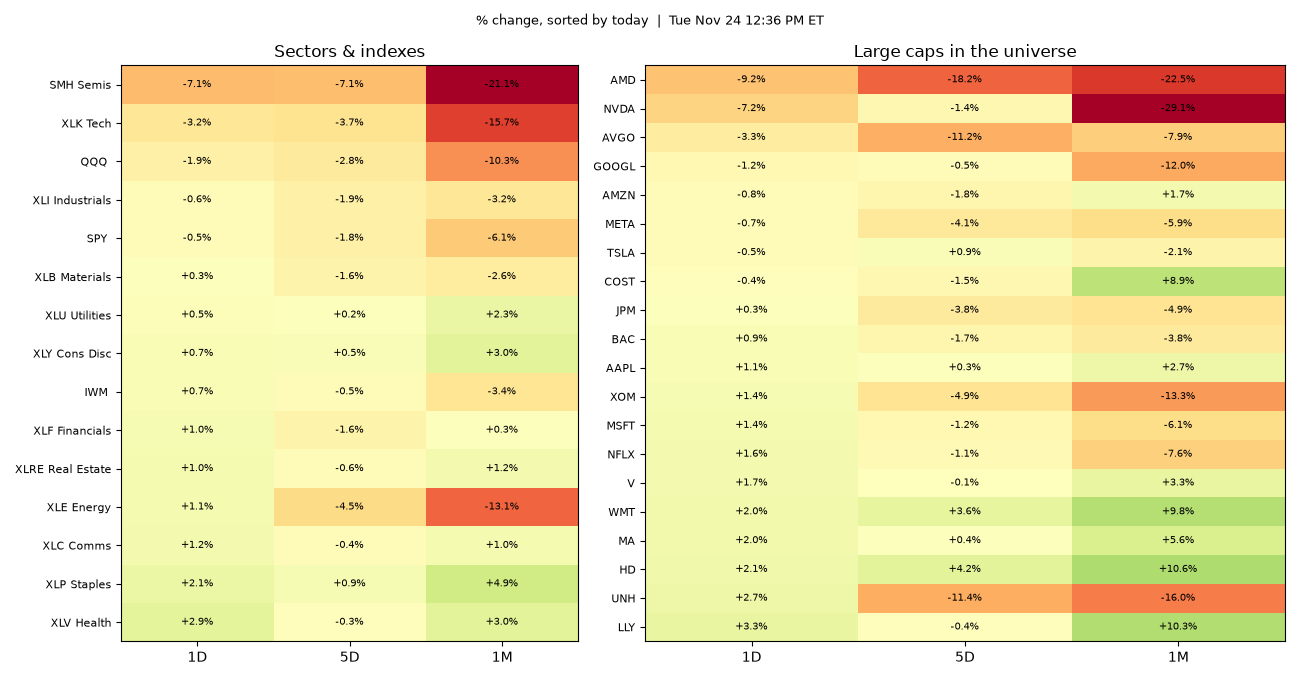 % change, sorted by today | Tue Nov 24 12:36 PM ET
Sectors & indexes
SMH Semis -7.1% -7.1% -21.1%
XLK Tech -3.2% -3.7% -15.7%
QQQ -1.9% -2.8% -10.3%
XLI Industrials -0.6% -1.9% -3.2%
SPY -0.5% -1.8% -6.1%
XLB Materials +0.3% -1.6% -2.6%
XLU Utilities +0.5% +0.2% +2.3%
XLY Cons Disc +0.7% +0.5% +3.0%
IWM +0.7% -0.5% -3.4%
XLF Financials +1.0% -1.6% +0.3%
XLRE Real Estate +1.0% -0.6% +1.2%
XLE Energy +1.1% -4.5% -13.1%
XLC Comms +1.2% -0.4% +1.0%
XLP Staples +2.1% +0.9% +4.9%
XLV Health +2.9% -0.3% +3.0%
1D 5D 1M
Large caps in the universe
AMD -9.2% -18.2% -22.5%
NVDA -7.2% -1.4% -29.1%
AVGO -3.3% -11.2% -7.9%
GOOGL -1.2% -0.5% -12.0%
AMZN -0.8% -1.8% +1.7%
META -0.7% -4.1% -5.9%
TSLA -0.5% +0.9% -2.1%
COST -0.4% -1.5% +8.9%
JPM +0.3% -3.8% -4.9%
BAC +0.9% -1.7% -3.8%
AAPL +1.1% +0.3% +2.7%
XOM +1.4% -4.9% -13.3%
MSFT +1.4% -1.2% -6.1%
NFLX +1.6% -1.1% -7.6%
V +1.7% -0.1% +3.3%
WMT +2.0% +3.6% +9.8%
MA +2.0% +0.4% +5.6%
HD +2.1% +4.2% +10.6%
UNH +2.7% -11.4% -16.0%
LLY +3.3% -0.4% +10.3%
1D 5D 1M